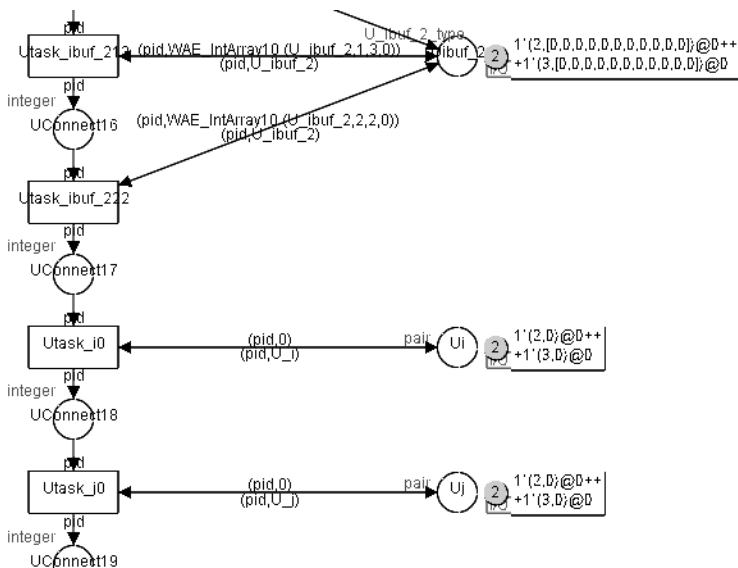 U_ibuf_2_type
Utask_ibuf_213
(pid,WAE_IntArray10 (U_ibuf_2,1,3,0))
(pid,U_ibuf_2)
2
1`(2,[0,0,0,0,0,0,0,0,0,0,0])@0++
+1`(3,[0,0,0,0,0,0,0,0,0,0,0])@0
pid
integer
UConnect16
(pid,WAE_IntArray10 (U_ibuf_2,2,2,0))
(pid,U_ibuf_2)
pid
Utask_ibuf_222
pid
integer
UConnect17
pid
Utask_i0
(pid,0)
(pid,U_i)
pair
Ui
2
1`(2,0)@0++
+1`(3,0)@0
pid
integer
UConnect18
pid
Utask_j0
(pid,0)
(pid,U_j)
pair
Uj
2
1`(2,0)@0++
+1`(3,0)@0
pid
integer
UConnect19